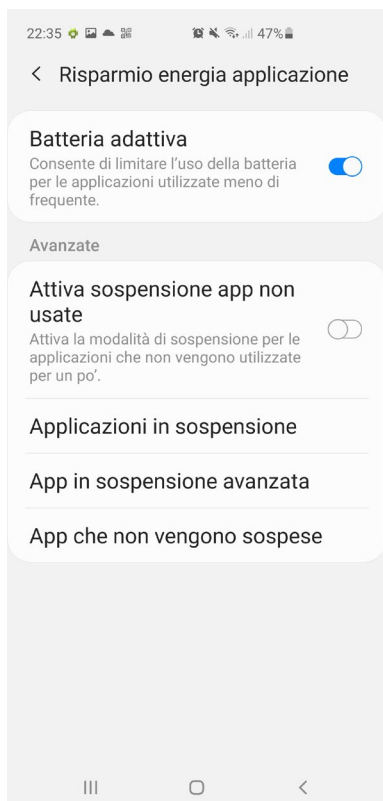 22:35 47%
Risparmio energia applicazione
Batteria adattiva
Consente di limitare l'uso della batteria
per le applicazioni utilizzate meno di
frequente.
Avanzate
Attiva sospensione app non
usate
Attiva la modalità di sospensione per le
applicazioni che non vengono utilizzate
per un po'.
Applicazioni in sospensione
App in sospensione avanzata
App che non vengono sospese